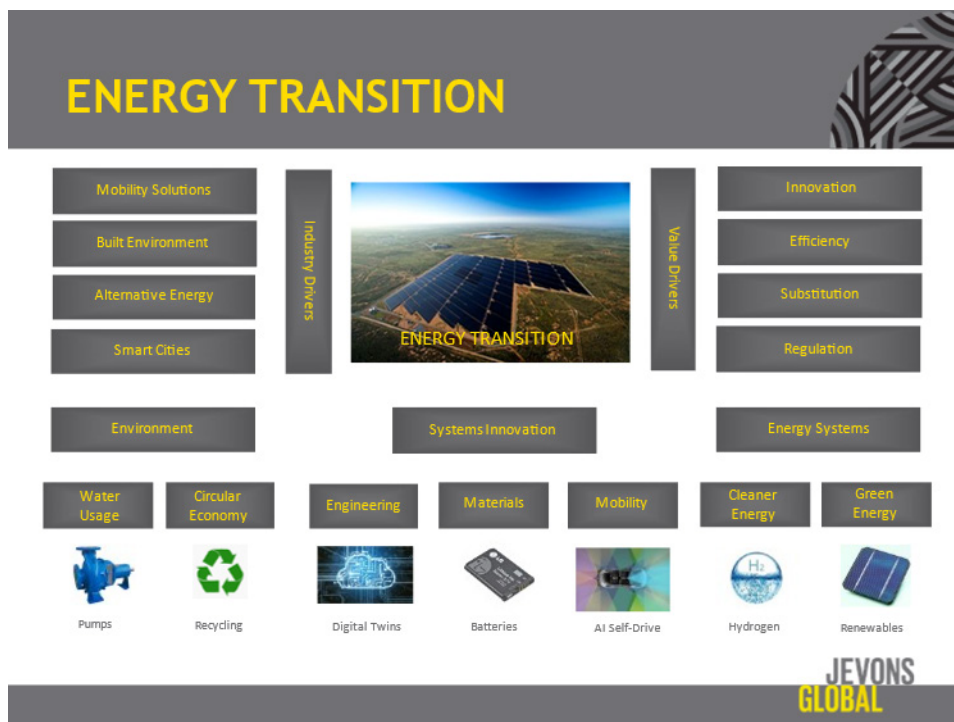 ENERGY TRANSITION
Mobility Solutions
Built Environment
Alternative Energy
Smart Cities
Industry Drivers
ENERGY TRANSITION
Value Drivers
Innovation
Efficiency
Substitution
Regulation
Environment
Systems Innovation
Energy Systems
Water
Usage
Circular
Economy
Engineering
Materials
Mobility
Cleaner
Energy
Green
Energy
H₂
Pumps
Recycling
Digital Twins
Batteries
AI Self-Drive
Hydrogen
Renewables
JEVONS
GLOBAL